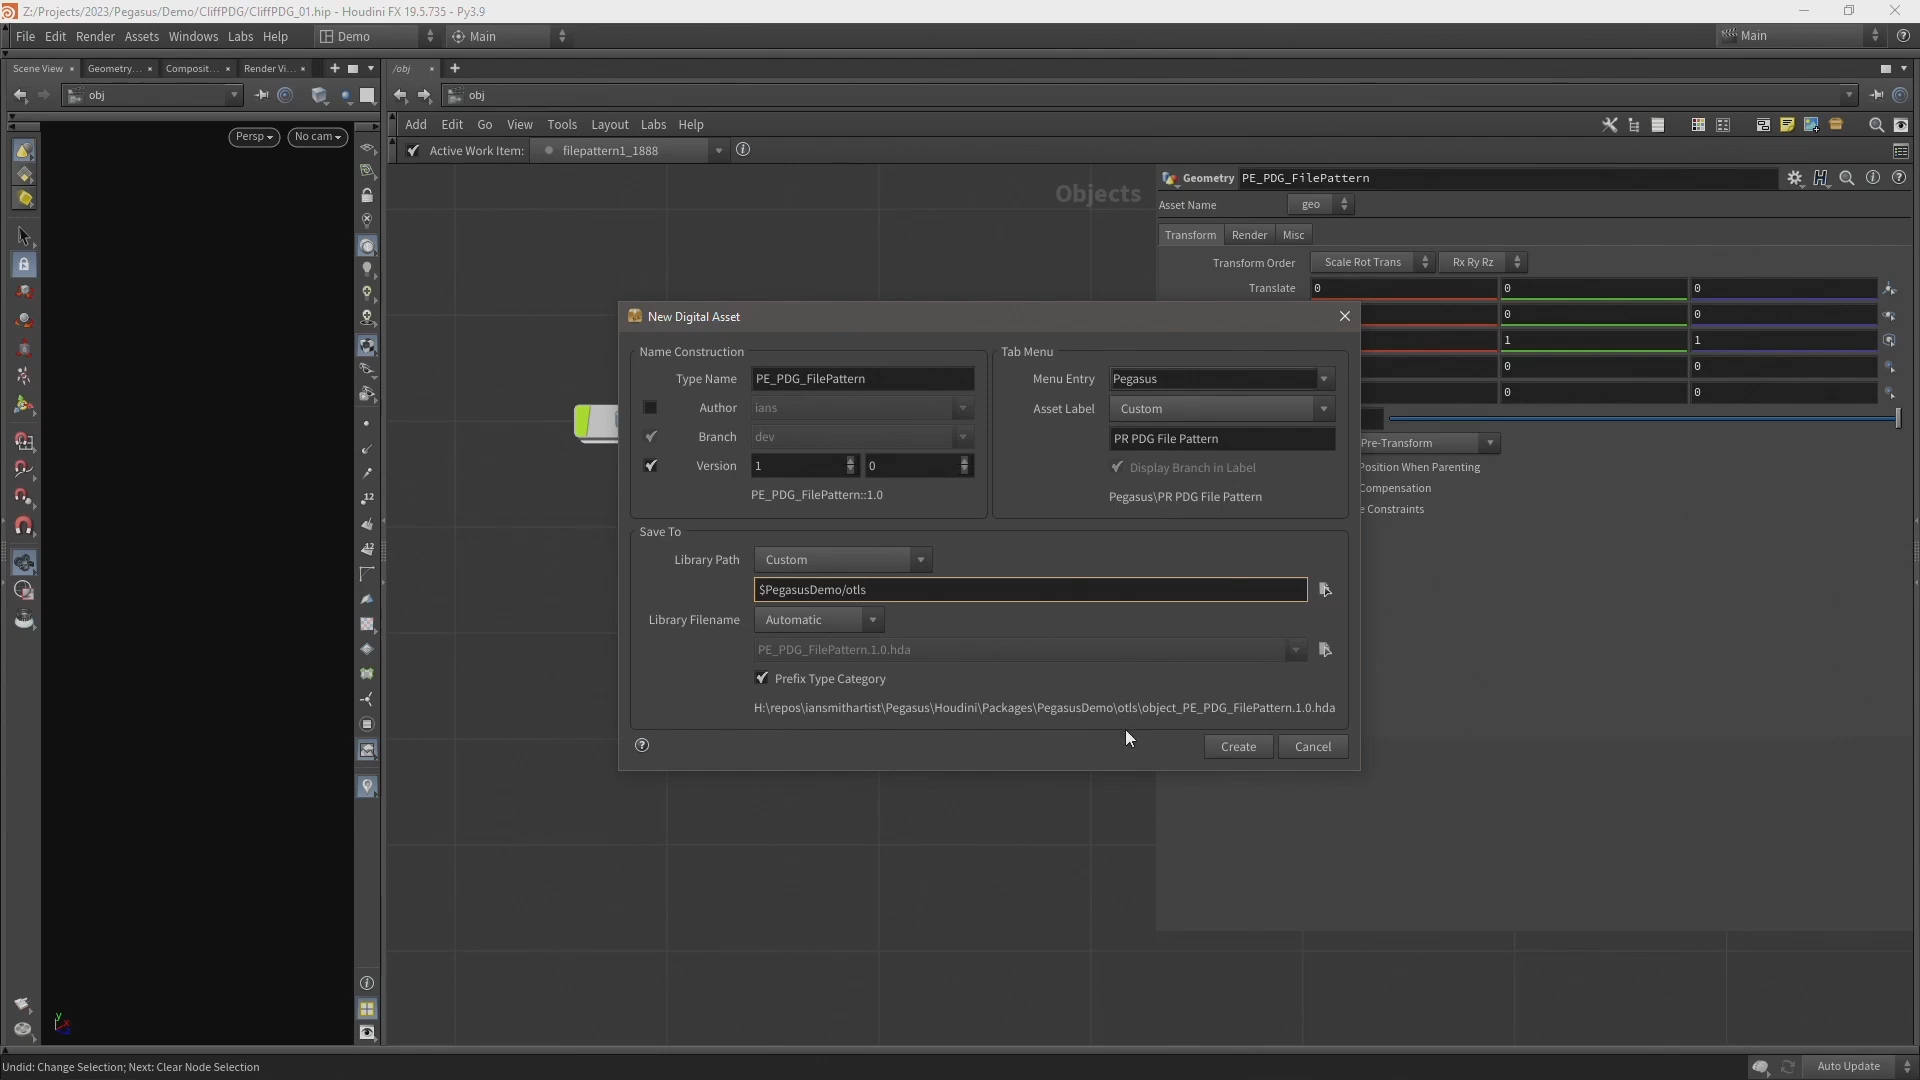 Z:/Projects/2023/Pegasus/Demo/CliffPDG/CliffPDG_01.hip - Houdini FX 19.5.735 - Py3.9
File Edit Render Assets Windows Labs Help Demo Main Main
Scene View Geometry... Composit... Render Vi... /obj
obj obj
Add Edit Go View Tools Layout Labs Help
Persp No cam
Active Work Item: filepattern1_1888
Objects
Geometry PE_PDG_FilePattern
Asset Name geo
Transform Render Misc
Transform Order Scale Rot Trans Rx Ry Rz
Translate 0 0 0
0 0
1 1
0 0
0 0
Pre-Transform
Position When Parenting
Compensation
e Constraints
New Digital Asset
Name Construction
Type Name PE_PDG_FilePattern
Author ians
Branch dev
Version 1 0
PE_PDG_FilePattern::1.0
Tab Menu
Menu Entry Pegasus
Asset Label Custom
PR PDG File Pattern
Display Branch in Label
Pegasus\PR PDG File Pattern
Save To
Library Path Custom
$PegasusDemo/otls
Library Filename Automatic
PE_PDG_FilePattern.1.0.hda
Prefix Type Category
H:\repos\iansmithartist\Pegasus\Houdini\Packages\PegasusDemo\otls\object_PE_PDG_FilePattern.1.0.hda
Create Cancel
12
12
y
x
Undid: Change Selection; Next: Clear Node Selection
Auto Update